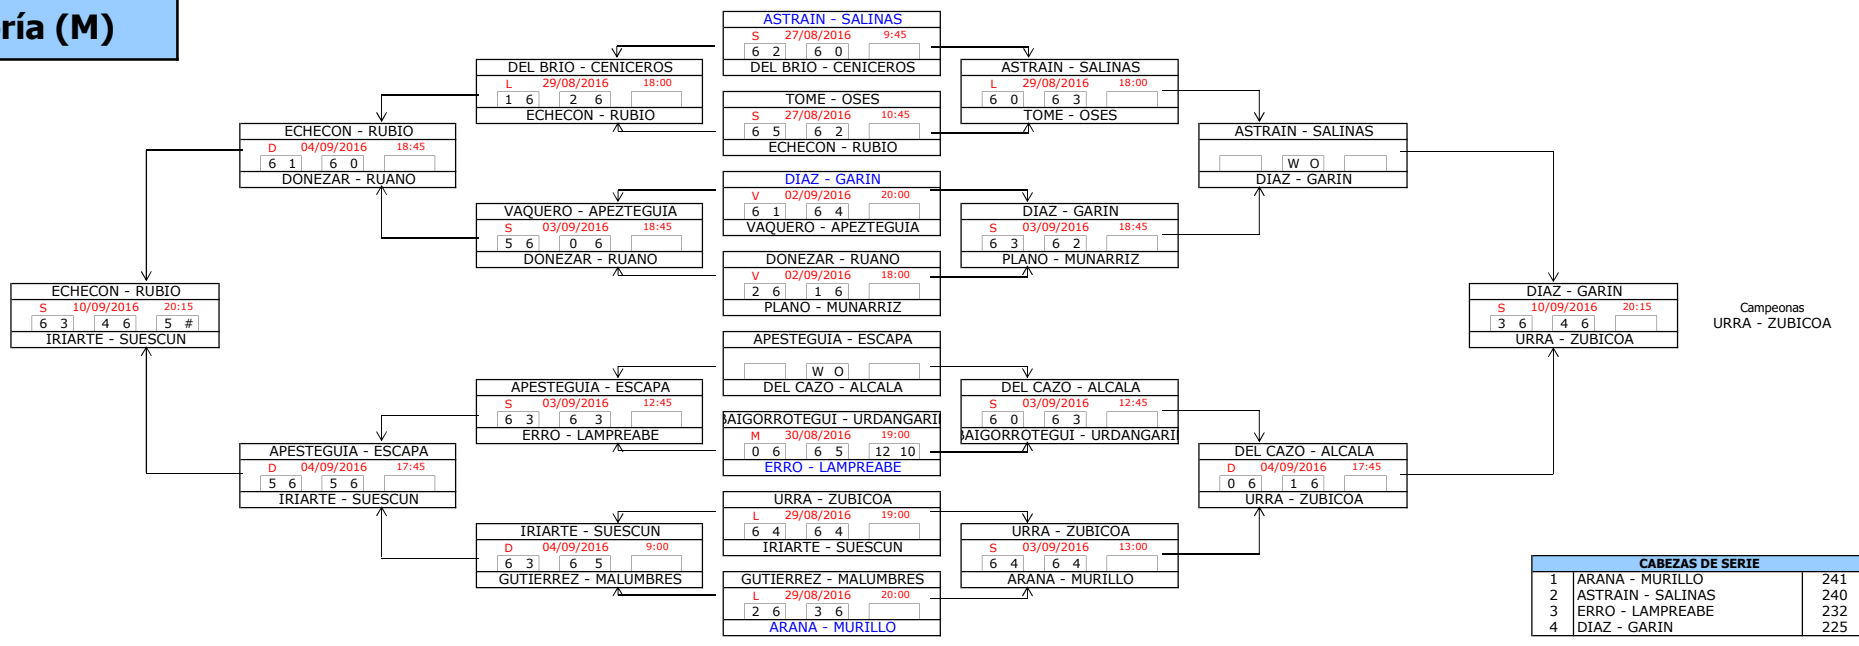 ría (M)
ECHECON - RUBIO
S 10/09/2016 20:15
6 3 4 6 5 #
IRIARTE - SUESCUN
ECHECON - RUBIO
D 04/09/2016 18:45
6 1 6 0
DONEZAR - RUANO
APESTEGUIA - ESCAPA
D 04/09/2016 17:45
5 6 5 6
IRIARTE - SUESCUN
DEL BRIO - CENICEROS
L 29/08/2016 18:00
1 6 2 6
ECHECON - RUBIO
VAQUERO - APEZTEGUIA
S 03/09/2016 18:45
5 6 0 6
DONEZAR - RUANO
APESTEGUIA - ESCAPA
S 03/09/2016 12:45
6 3 6 3
ERRO - LAMPREABE
IRIARTE - SUESCUN
D 04/09/2016 9:00
6 3 6 5
GUTIERREZ - MALUMBRES
ASTRAIN - SALINAS
S 27/08/2016 9:45
6 2 6 0
DEL BRIO - CENICEROS
TOME - OSES
S 27/08/2016 10:45
6 5 6 2
ECHECON - RUBIO
DIAZ - GARIN
V 02/09/2016 20:00
6 1 6 4
VAQUERO - APEZTEGUIA
DONEZAR - RUANO
V 02/09/2016 18:00
2 6 1 6
PLANO - MUNARRIZ
APESTEGUIA - ESCAPA
W O
DEL CAZO - ALCALA
BAIGORROTEGUI - URDANGARI
M 30/08/2016 19:00
0 6 6 5 12 10
ERRO - LAMPREABE
URRA - ZUBICOA
L 29/08/2016 19:00
6 4 6 4
IRIARTE - SUESCUN
GUTIERREZ - MALUMBRES
L 29/08/2016 20:00
2 6 3 6
ARANA - MURILLO
ASTRAIN - SALINAS
L 29/08/2016 18:00
6 0 6 3
TOME - OSES
DIAZ - GARIN
S 03/09/2016 18:45
6 3 6 2
PLANO - MUNARRIZ
DEL CAZO - ALCALA
S 03/09/2016 12:45
6 0 6 3
BAIGORROTEGUI - URDANGARI
URRA - ZUBICOA
S 03/09/2016 13:00
6 4 6 4
ARANA - MURILLO
ASTRAIN - SALINAS
W O
DIAZ - GARIN
DEL CAZO - ALCALA
D 04/09/2016 17:45
0 6 1 6
URRA - ZUBICOA
DIAZ - GARIN
S 10/09/2016 20:15
3 6 4 6
URRA - ZUBICOA
Campeonas
URRA - ZUBICOA
CABEZAS DE SERIE
1 ARANA - MURILLO 241
2 ASTRAIN - SALINAS 240
3 ERRO - LAMPREABE 232
4 DIAZ - GARIN 225